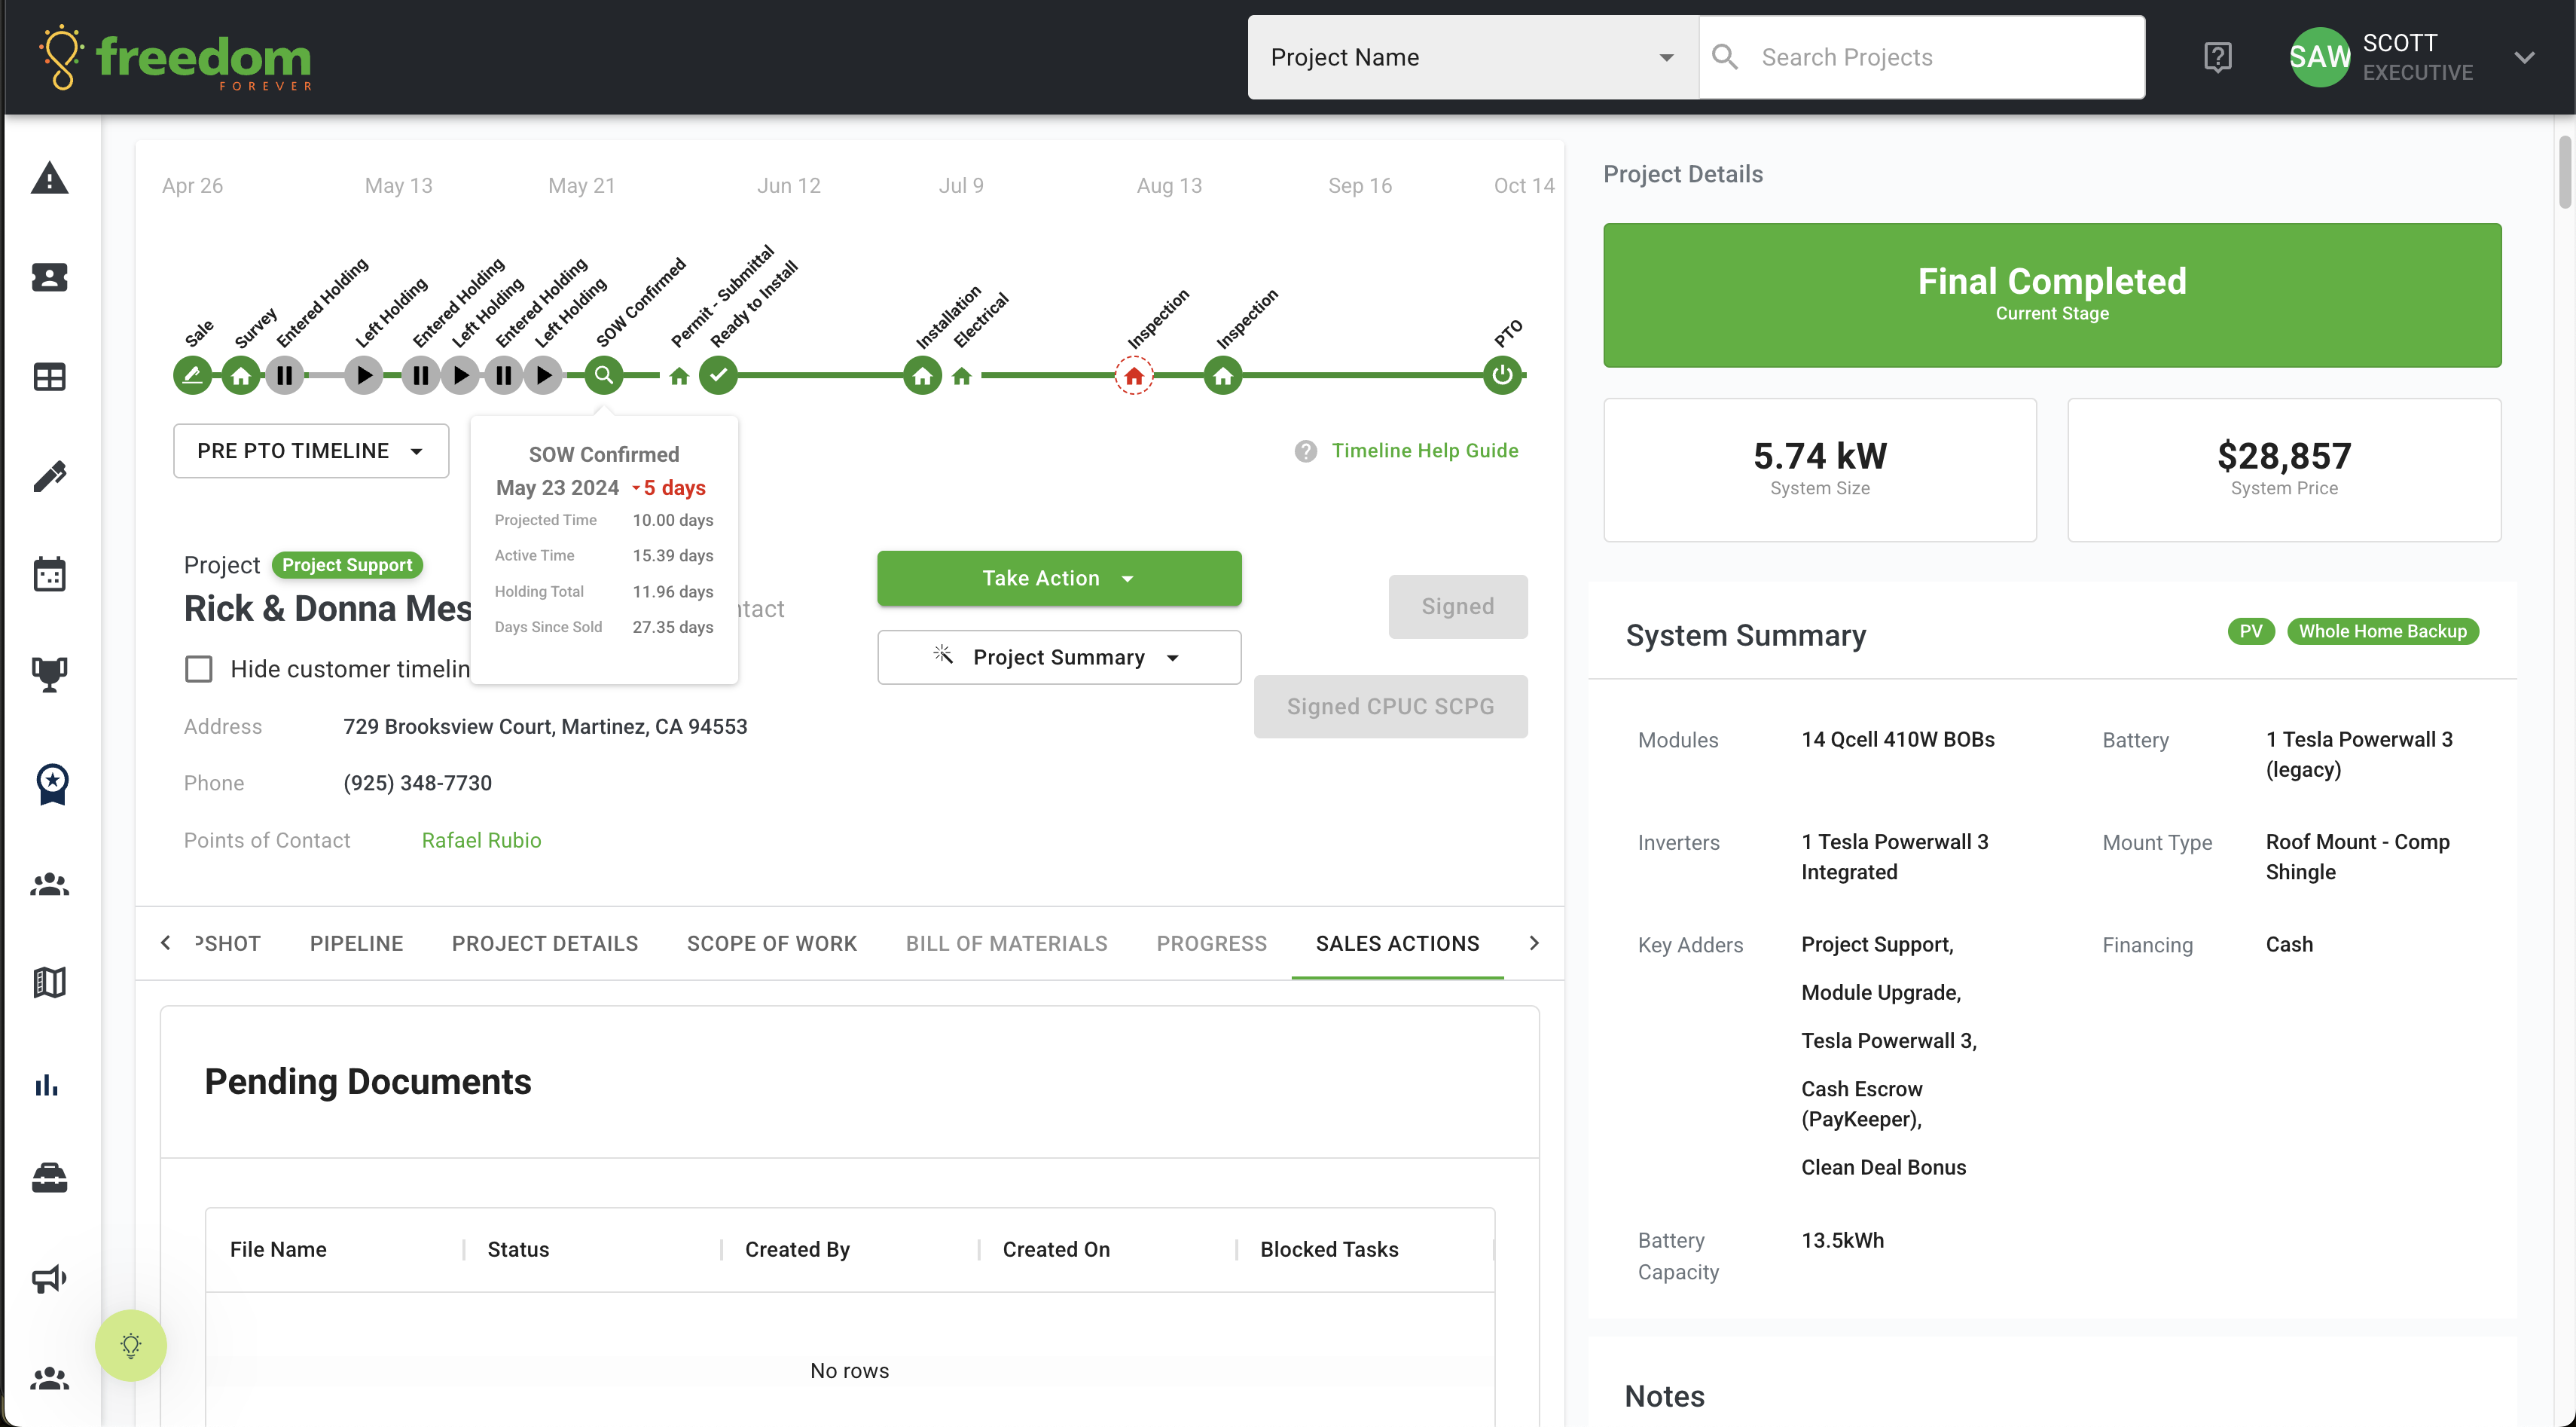 freedom
FOREVER
Project Name
Search Projects
SAW
SCOTT
EXECUTIVE
Apr 26
May 13
May 21
Jun 12
Jul 9
Aug 13
Sep 16
Oct 14
Sale
Survey
Entered Holding
Left Holding
Entered Holding
Left Holding
Entered Holding
Left Holding
SOW Confirmed
Permit - Submittal
Ready to Install
Installation
Electrical
Inspection
Inspection
PTO
PRE PTO TIMELINE
Timeline Help Guide
SOW Confirmed
May 23 2024 5 days
Projected Time 10.00 days
Active Time 15.39 days
Holding Total 11.96 days
Days Since Sold 27.35 days
Project Project Support
Rick & Donna Mes
ntact
Hide customer timelin
Take Action
Project Summary
Signed
Signed CPUC SCPG
Address 729 Brooksview Court, Martinez, CA 94553
Phone (925) 348-7730
Points of Contact Rafael Rubio
PSHOT
PIPELINE
PROJECT DETAILS
SCOPE OF WORK
BILL OF MATERIALS
PROGRESS
SALES ACTIONS
Pending Documents
File Name
Status
Created By
Created On
Blocked Tasks
No rows
Project Details
Final Completed
Current Stage
5.74 kW
System Size
$28,857
System Price
System Summary
PV
Whole Home Backup
Modules 14 Qcell 410W BOBs
Battery 1 Tesla Powerwall 3
(legacy)
Inverters 1 Tesla Powerwall 3
Integrated
Mount Type Roof Mount - Comp
Shingle
Key Adders Project Support,
Module Upgrade,
Tesla Powerwall 3,
Cash Escrow
(PayKeeper),
Clean Deal Bonus
Financing Cash
Battery
Capacity
13.5kWh
Notes